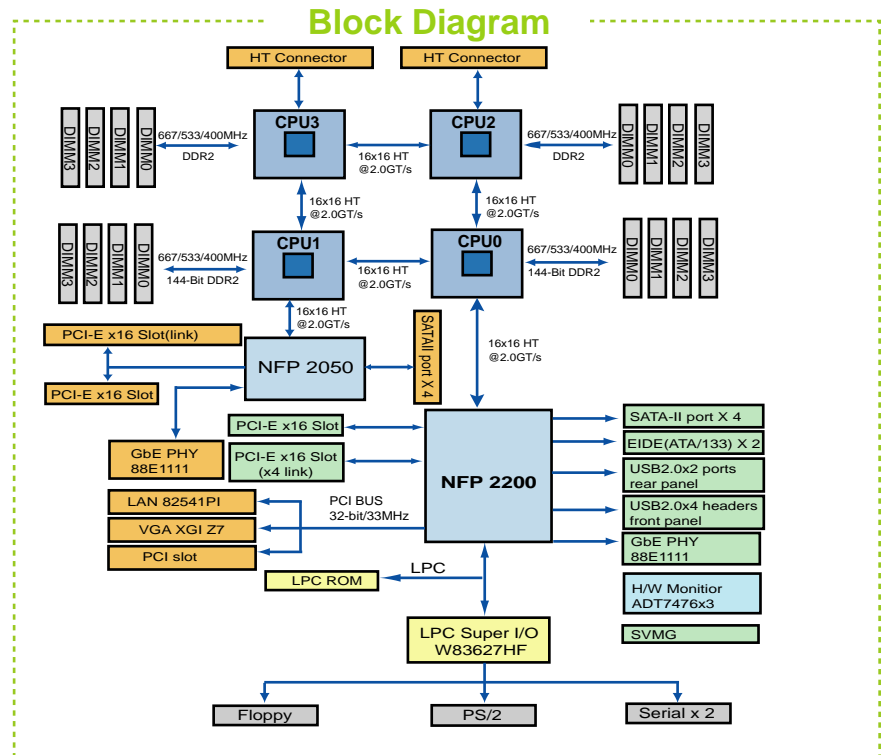 Block Diagram
HT Connector
HT Connector
CPU3
CPU2
DIMM3
DIMM2
DIMM1
DIMM0
667/533/400MHz
DDR2
16x16 HT
@2.0GT/s
667/533/400MHz
DDR2
DIMM0
DIMM1
DIMM2
DIMM3
16x16 HT
@2.0GT/s
16x16 HT
@2.0GT/s
CPU1
CPU0
DIMM3
DIMM2
DIMM1
DIMM0
667/533/400MHz
144-Bit DDR2
16x16 HT
@2.0GT/s
667/533/400MHz
144-Bit DDR2
DIMM0
DIMM1
DIMM2
DIMM3
16x16 HT
@2.0GT/s
16x16 HT
@2.0GT/s
PCI-E x16 Slot(link)
NFP 2050
SATAII port X 4
PCI-E x16 Slot
GbE PHY
88E1111
PCI-E x16 Slot
PCI-E x16 Slot
(x4 link)
NFP 2200
SATA-II port X 4
EIDE(ATA/133) X 2
USB2.0x2 ports
rear panel
USB2.0x4 headers
front panel
GbE PHY
88E1111
LAN 82541PI
VGA XGI Z7
PCI slot
PCI BUS
32-bit/33MHz
LPC
LPC ROM
H/W Monitior
ADT7476x3
SVMG
LPC Super I/O
W83627HF
Floppy
PS/2
Serial x 2